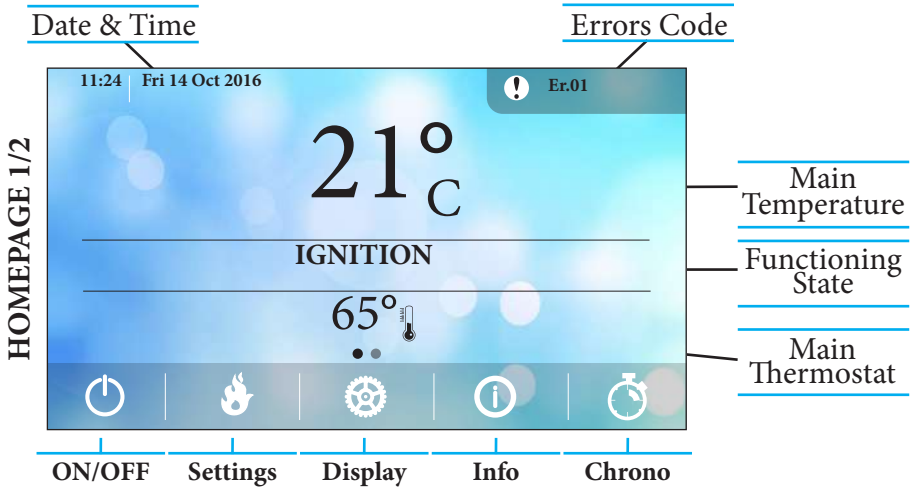 Date & Time
Errors Code
11:24 Fri 14 Oct 2016
Er.01
HOMEPAGE 1/2
21°C
Main
Temperature
IGNITION
Functioning
State
65°
Main
Thermostat
ON/OFF Settings Display Info Chrono